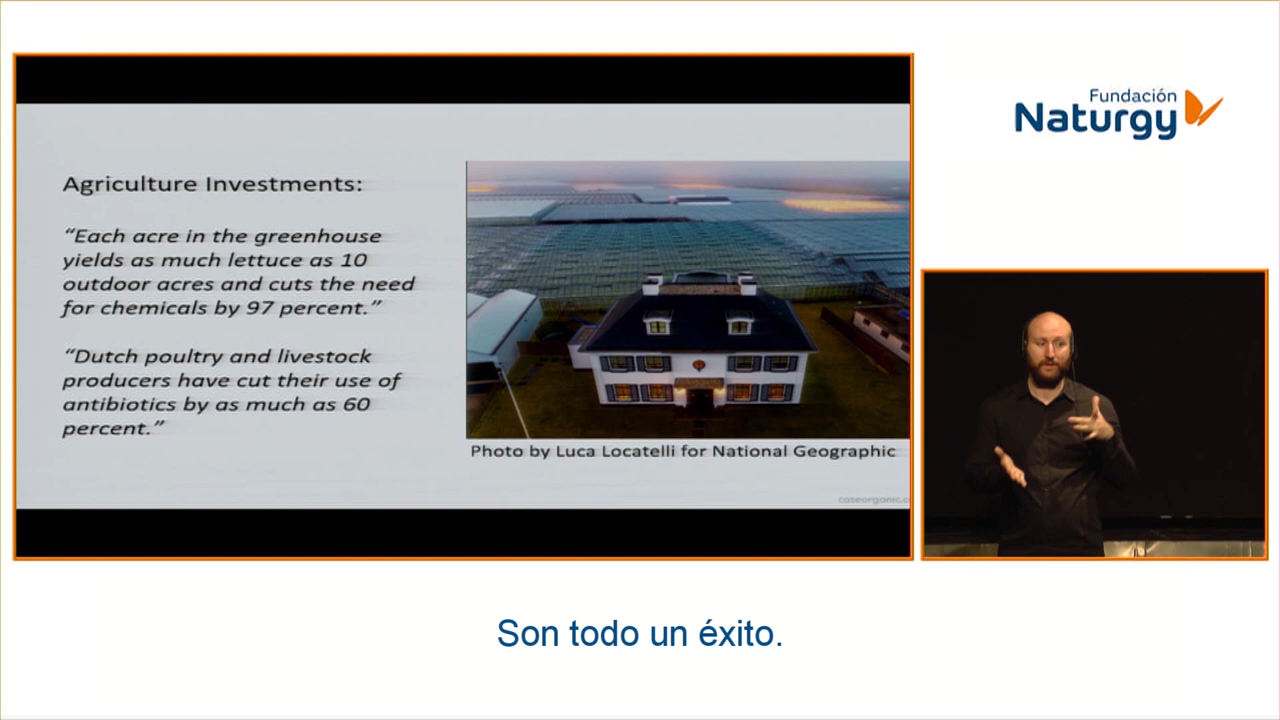 Agriculture Investments:
“Each acre in the greenhouse
yields as much lettuce as 10
outdoor acres and cuts the need
for chemicals by 97 percent.”
“Dutch poultry and livestock
producers have cut their use of
antibiotics by as much as 60
percent.”
Photo by Luca Locatelli for National Geographic
caseorganic.c
Fundación
Naturgy
Son todo un éxito.